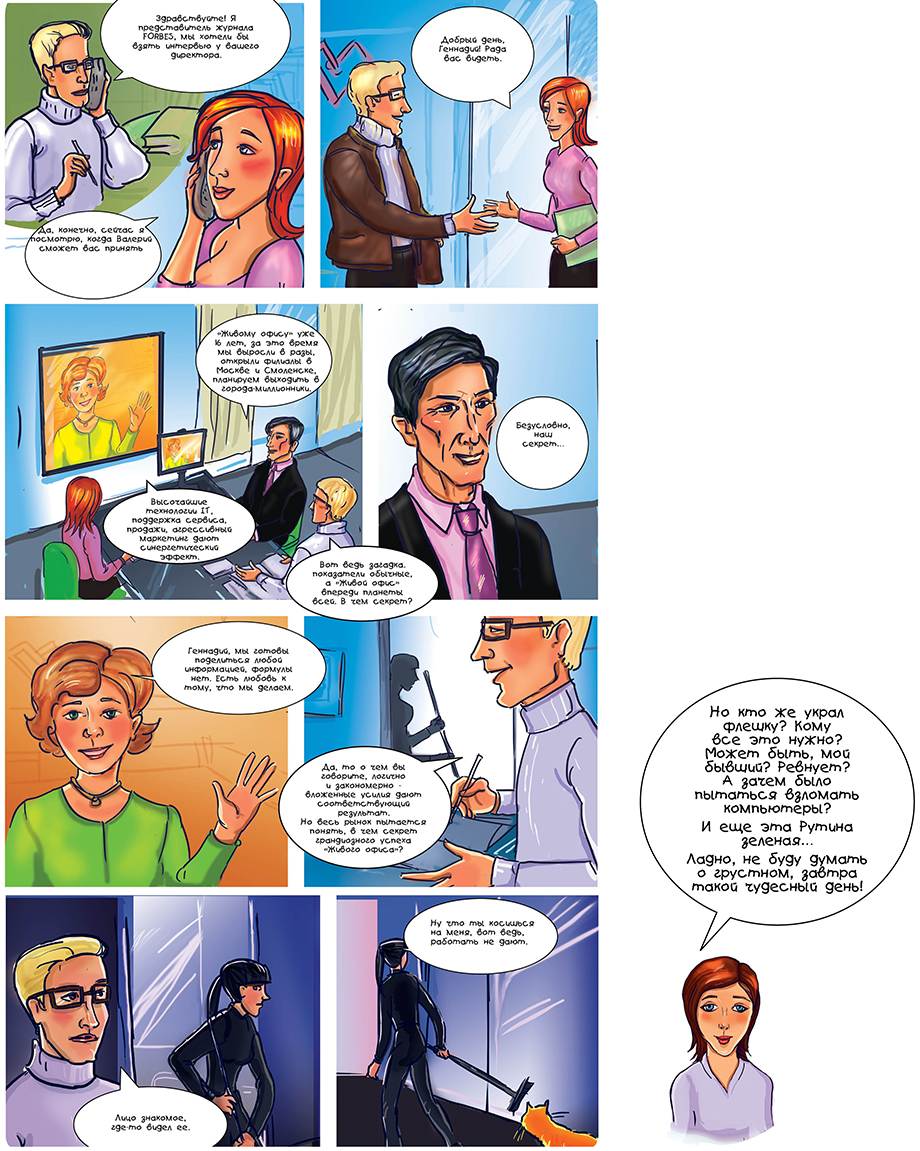 Здравствуйте! Я
представитель журнала
FORBES, мы хотели бы
взять интервью у вашего
директора.
Да, конечно, сейчас я
посмотрю, когда Валерий
сможет вас принять
Добрый день,
Геннадий! Рада
вас видеть.
«Живому офису» уже
16 лет, за это время
мы выросли в разы,
открыли филиалы в
Москве и Смоленске,
планируем выходить в
города-миллионники.
Высочайшие
технологии IT,
поддержка сервиса,
продажи, агрессивный
маркетинг дают
синергетический
эффект.
Безусловно,
наш
секрет...
Вот ведь загадка.
показатели обычные,
а «Живой офис»
впереди планеты
всей. В чем секрет?
Геннадий, мы готовы
поделиться любой
информацией, формулы
нет. Есть любовь к
тому, что мы делаем.
Да, то о чем вы
говорите, логично
и закономерно -
вложенные усилия дают
соответствующий
результат.
Но весь рынок пытается
понять, в чем секрет
грандиозного успеха
«Живого офиса»?
Лицо знакомое,
где-то видел ее.
Ну что ты косишься
на меня, вот ведь,
работать не дают.
Но кто же украл
флешку? Кому
все это нужно?
Может быть, мой
бывший? Ревнует?
А зачем было
пытаться взломать
компьютеры?
И еще эта Рутина
зеленая...
Ладно, не буду думать
о грустном, завтра
такой чудесный день!